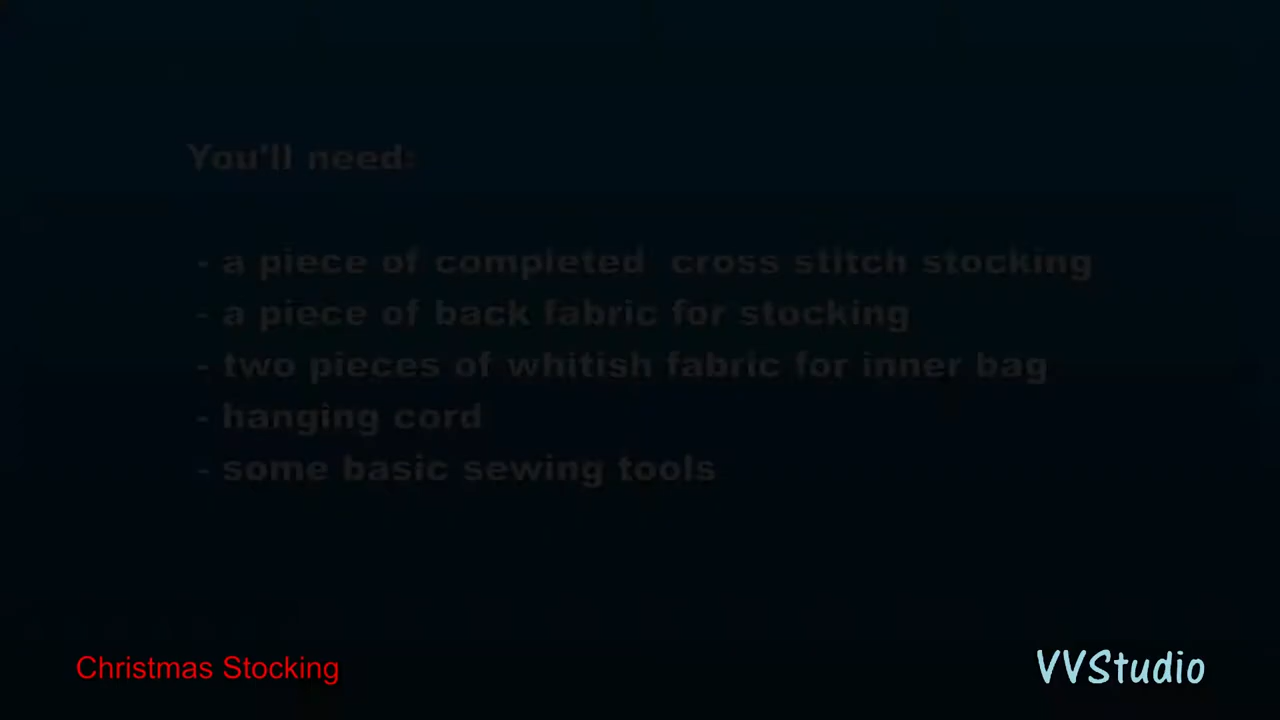 You'll need:
- a piece of completed  cross stitch stocking
- a piece of back fabric for stocking
- two pieces of whitish fabric for inner bag
- hanging cord
- some basic sewing tools
Christmas Stocking
VVStudio